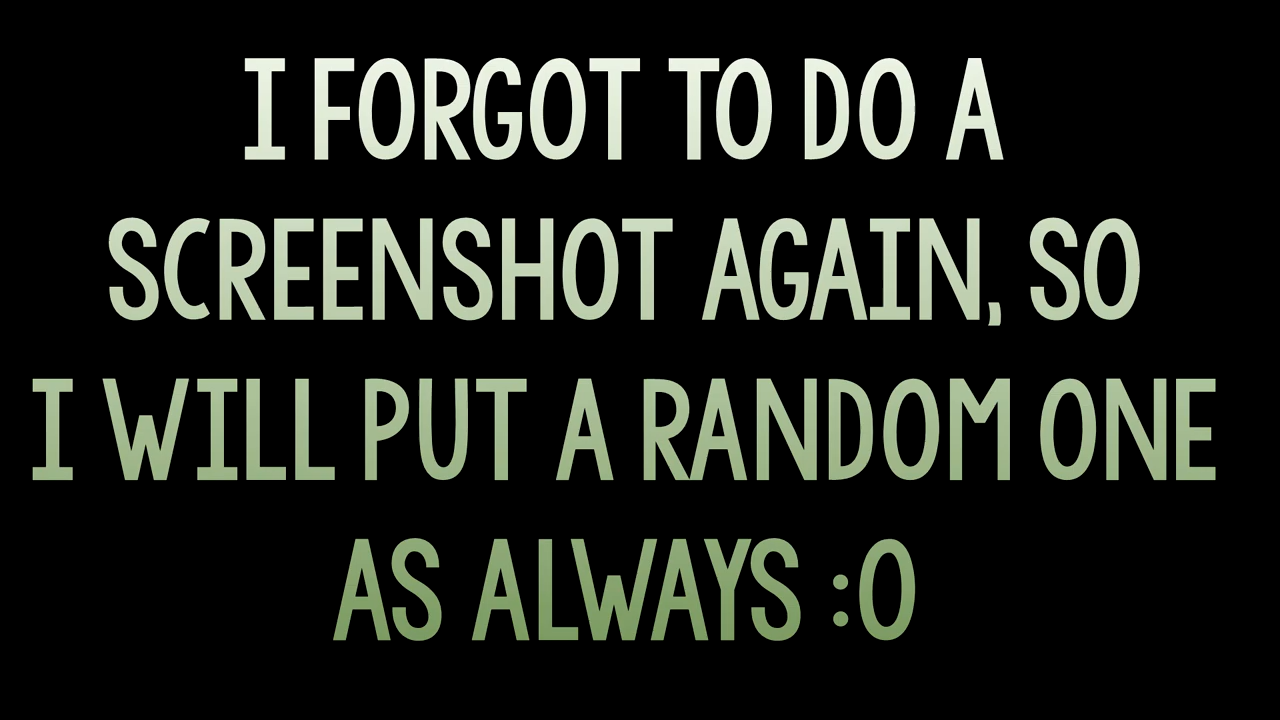 I FORGOT TO DO A
SCREENSHOT AGAIN, SO
I WILL PUT A RANDOM ONE
AS ALWAYS :O